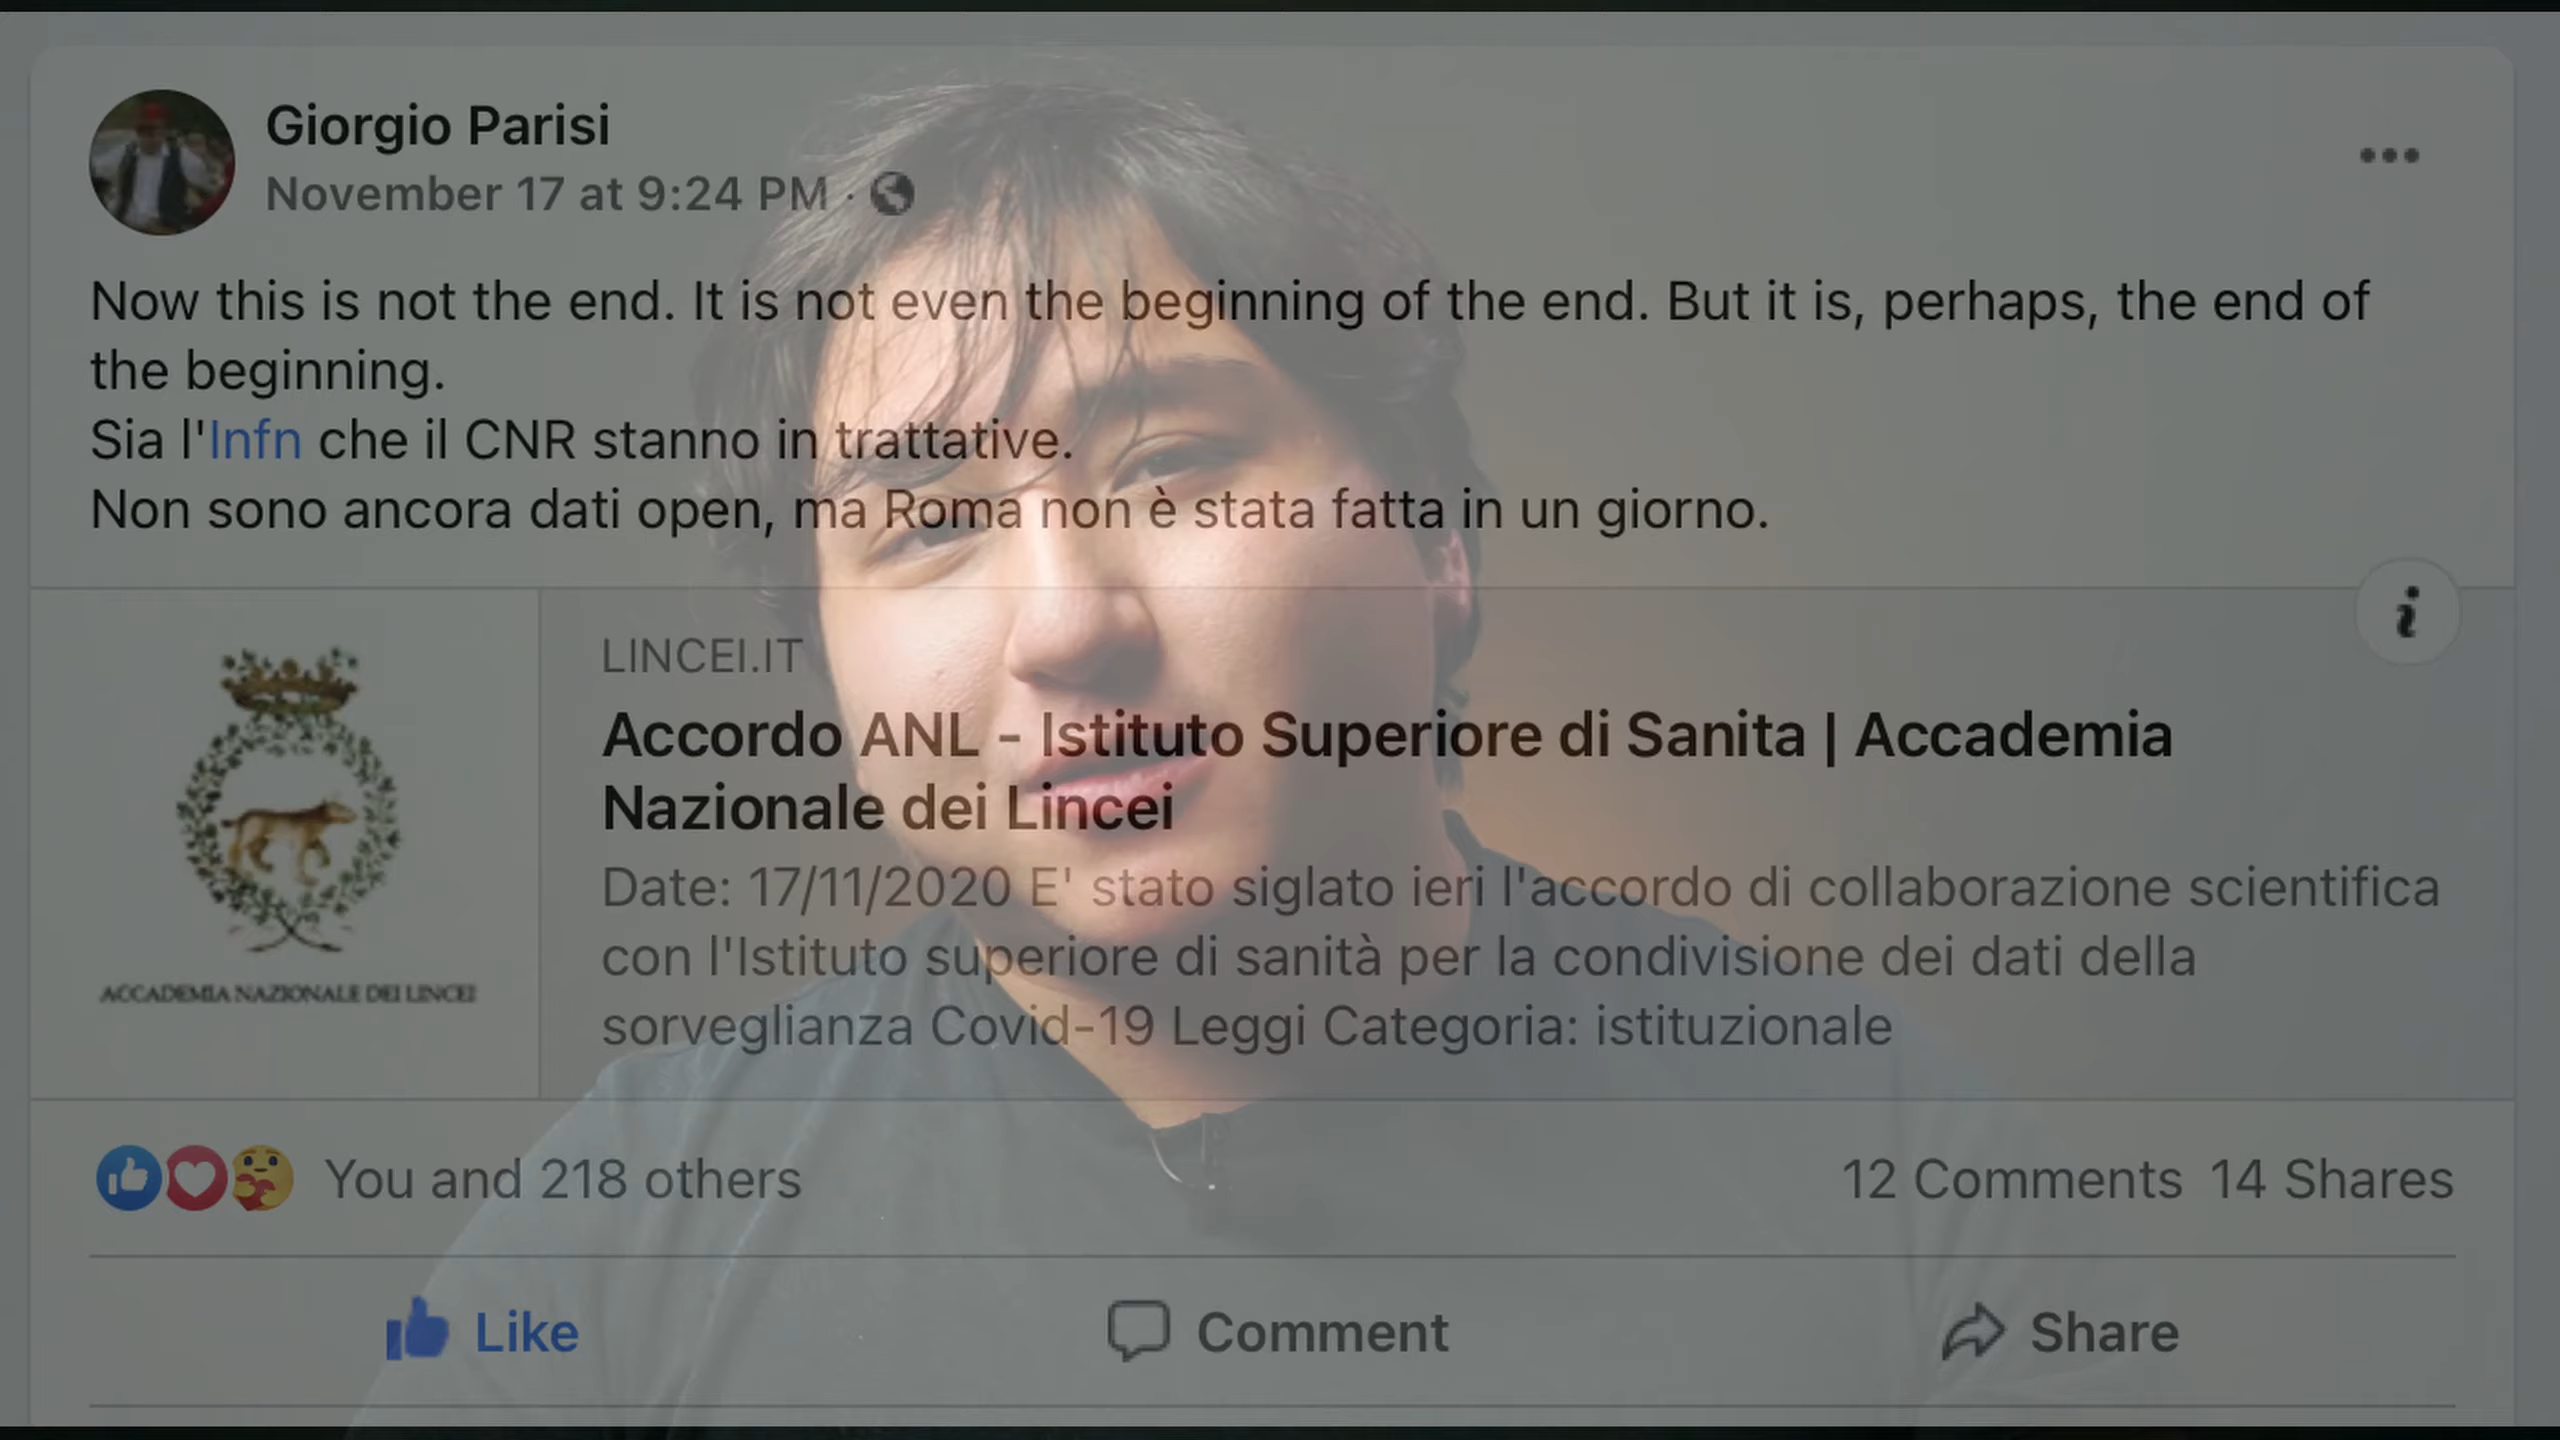 Giorgio Parisi
November 17 at 9:24 PM ·
Now this is not the end. It is not even the beginning of the end. But it is, perhaps, the end of
the beginning.
Sia l'Infn che il CNR stanno in trattative.
Non sono ancora dati open, ma Roma non è stata fatta in un giorno.
ACCADEMIA NAZIONALE DEI LINCEI
LINCEI.IT
Accordo ANL - Istituto Superiore di Sanita | Accademia
Nazionale dei Lincei
Date: 17/11/2020 E' stato siglato ieri l'accordo di collaborazione scientifica
con l'Istituto superiore di sanità per la condivisione dei dati della
sorveglianza Covid-19 Leggi Categoria: istituzionale
You and 218 others
12 Comments 14 Shares
Like
Comment
Share